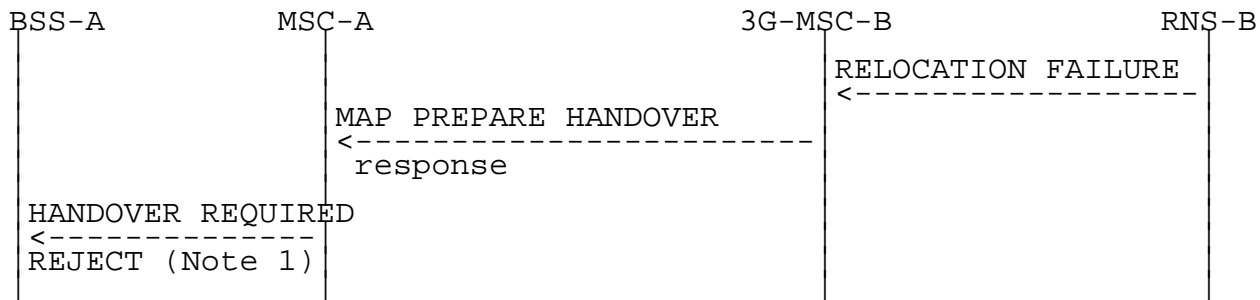 BSS-A MSC-A 3G-MSC-B RNS-B
RELOCATION FAILURE
<------------------
MAP PREPARE HANDOVER
<------------------------
response
HANDOVER REQUIRED
<--------------
REJECT (Note 1)